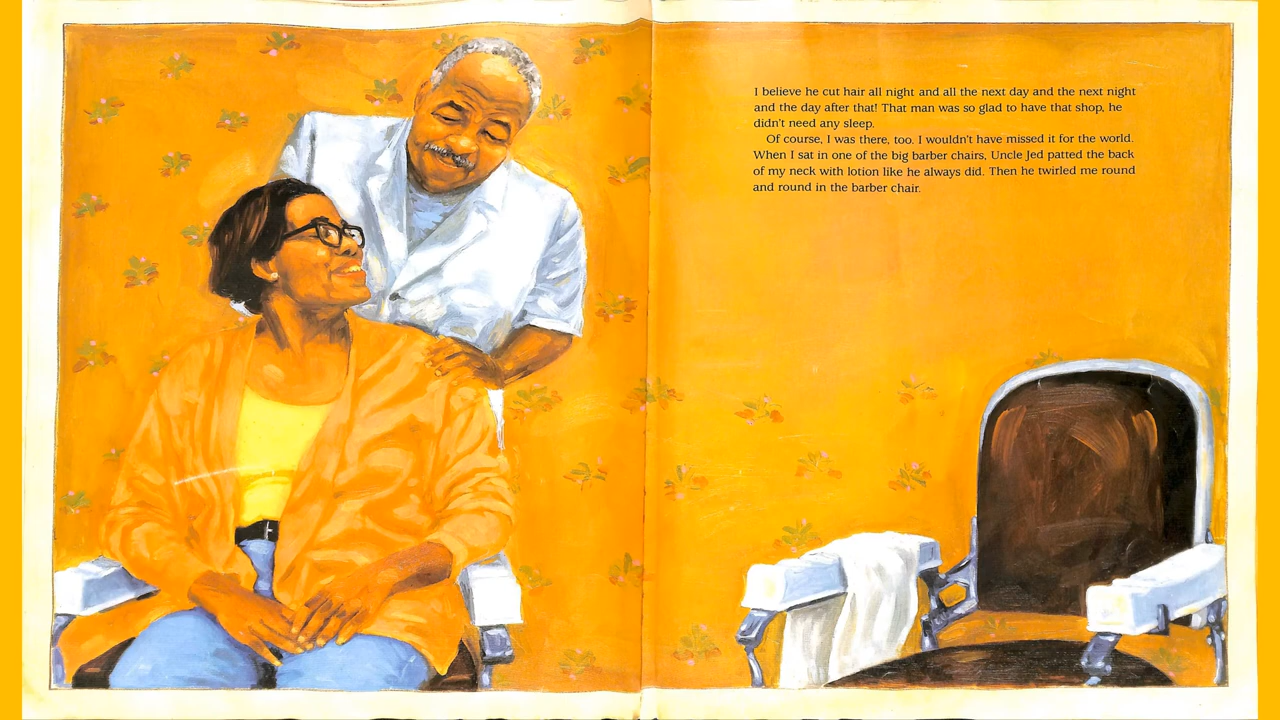 I believe he cut hair all night and all the next day and the next night
and the day after that! That man was so glad to have that shop, he
didn't need any sleep.
Of course, I was there, too. I wouldn't have missed it for the world.
When I sat in one of the big barber chairs, Uncle Jed patted the back
of my neck with lotion like he always did. Then he twirled me round
and round in the barber chair.